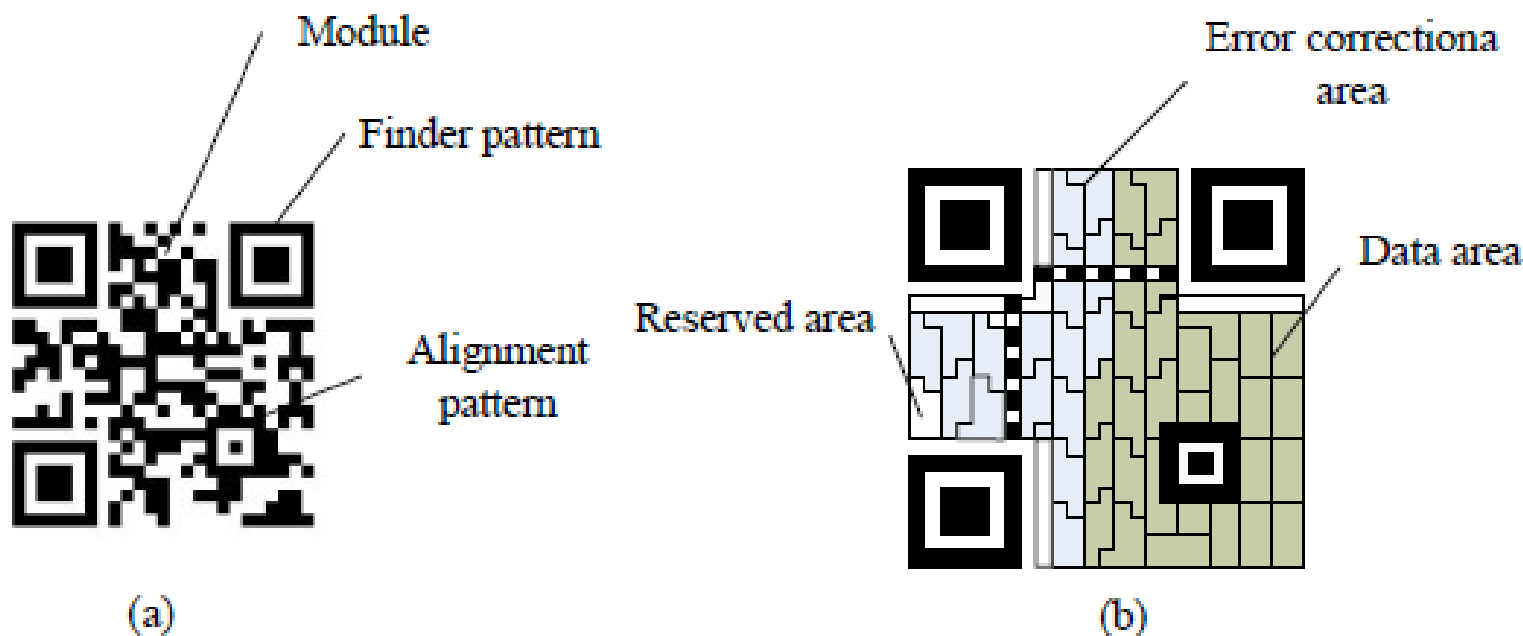 Module
Finder pattern
Alignment
pattern
(a)
Error correctiona
area
Data area
Reserved area
(b)